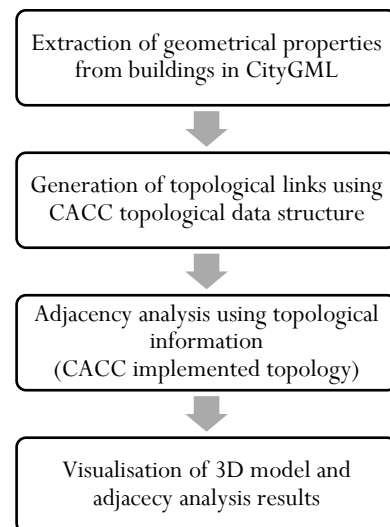 Extraction of geometrical properties
from buildings in CityGML
Generation of topological links using
CACC topological data structure
Adjacency analysis using topological
information
(CACC implemented topology)
Visualisation of 3D model and
adjacecy analysis results